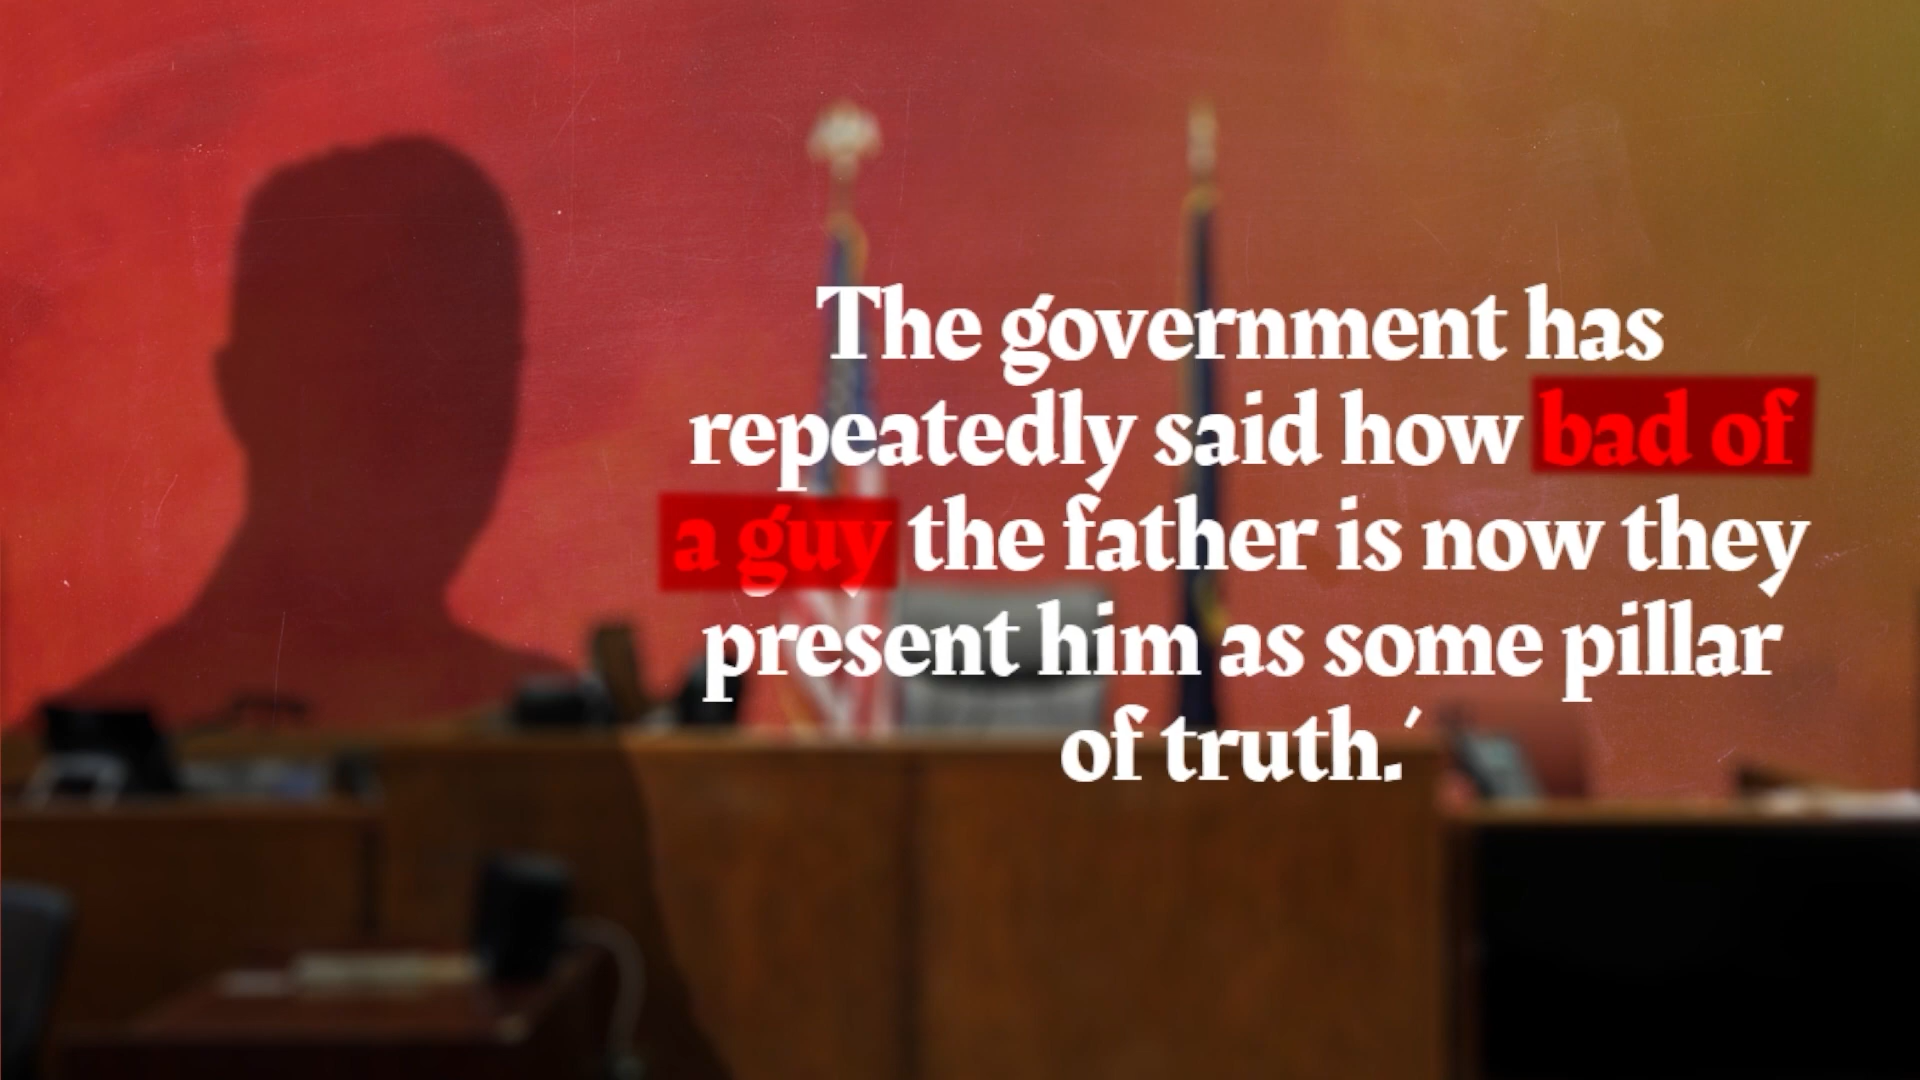 The government has
repeatedly said how bad of
a guy the father is now they
present him as some pillar
of truth.´